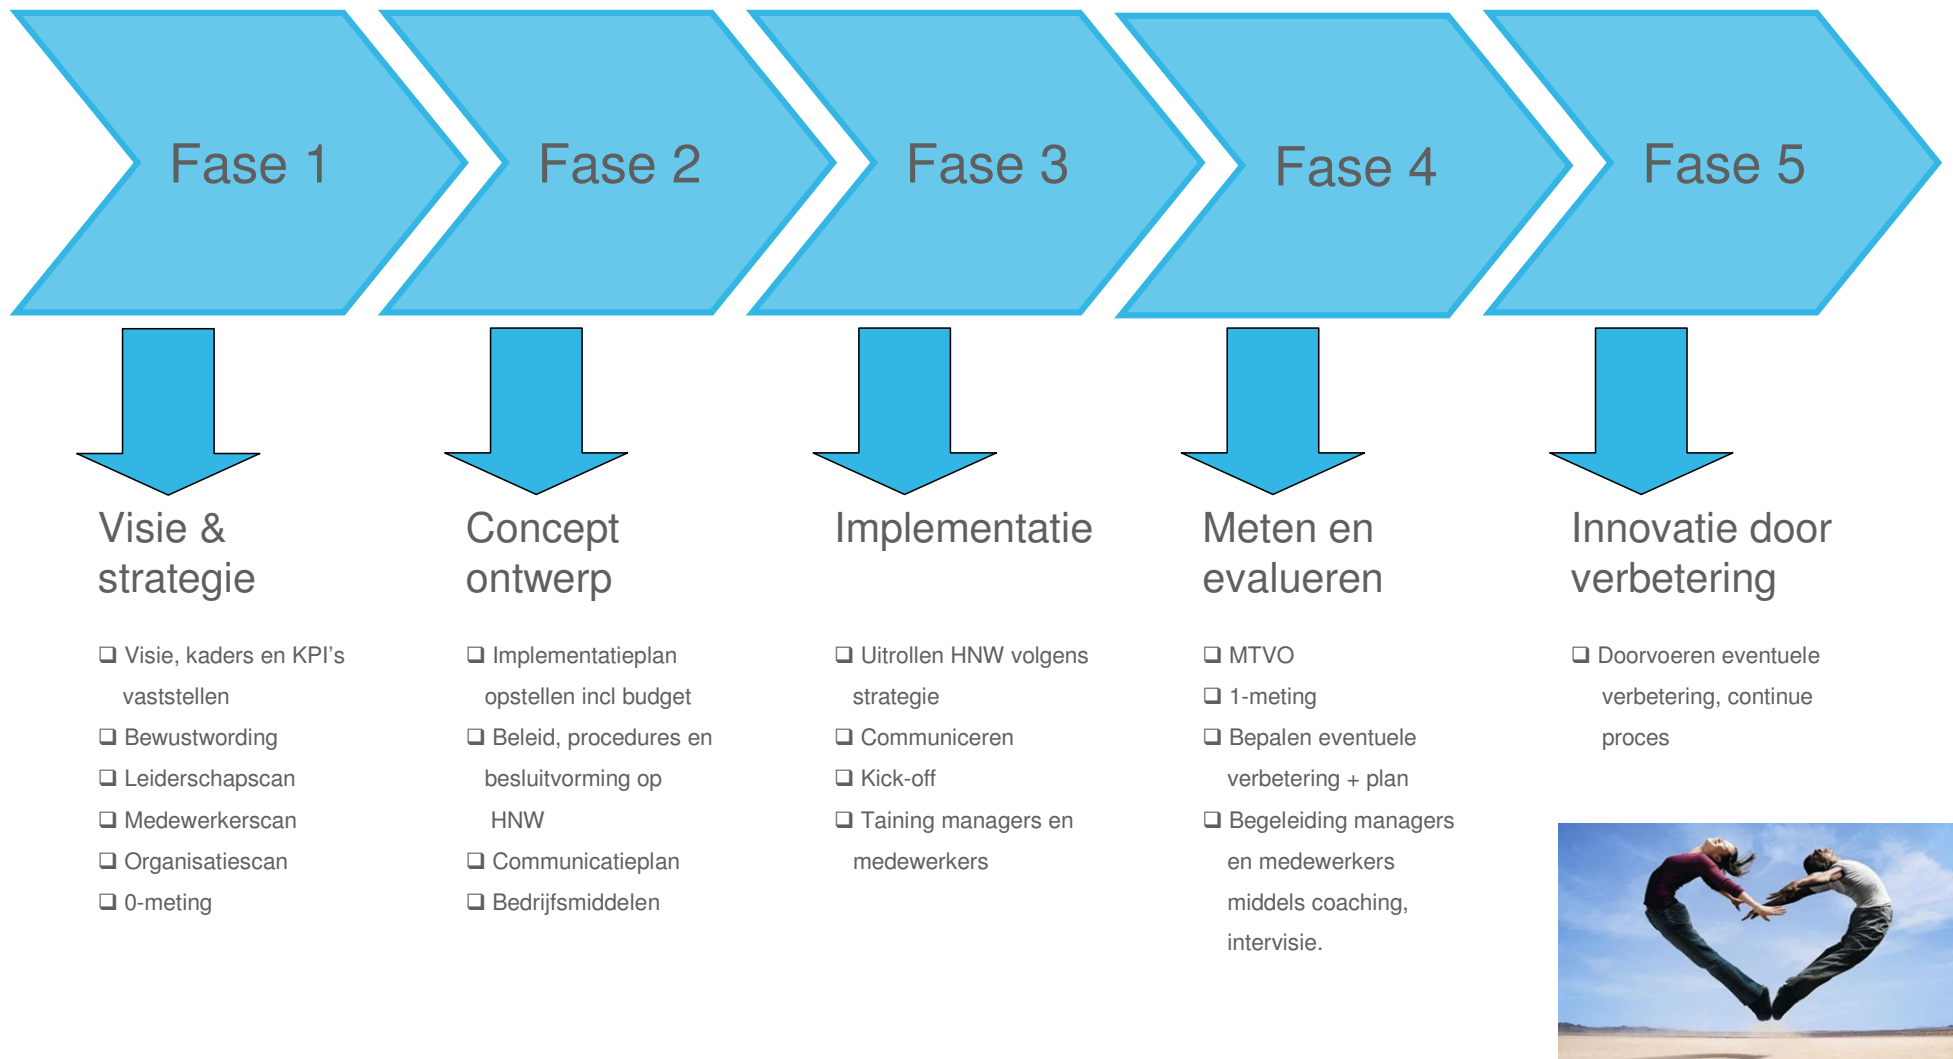 Fase 1
Fase 2
Fase 3
Fase 4
Fase 5
Visie &
strategie
❑ Visie, kaders en KPI's
vaststellen
❑ Bewustwording
❑ Leiderschapscan
❑ Medewerkerscan
❑ Organisatiescan
❑ 0-meting
Concept
ontwerp
❑ Implementatieplan
opstellen incl budget
❑ Beleid, procedures en
besluitvorming op
HNW
❑ Communicatieplan
❑ Bedrijfsmiddelen
Implementatie
❑ Uitrollen HNW volgens
strategie
❑ Communiceren
❑ Kick-off
❑ Taining managers en
medewerkers
Meten en
evalueren
❑ MTVO
❑ 1-meting
❑ Bepalen eventuele
verbetering + plan
❑ Begeleiding managers
en medewerkers
middels coaching,
intervisie.
Innovatie door
verbetering
❑ Doorvoeren eventuele
verbetering, continue
proces